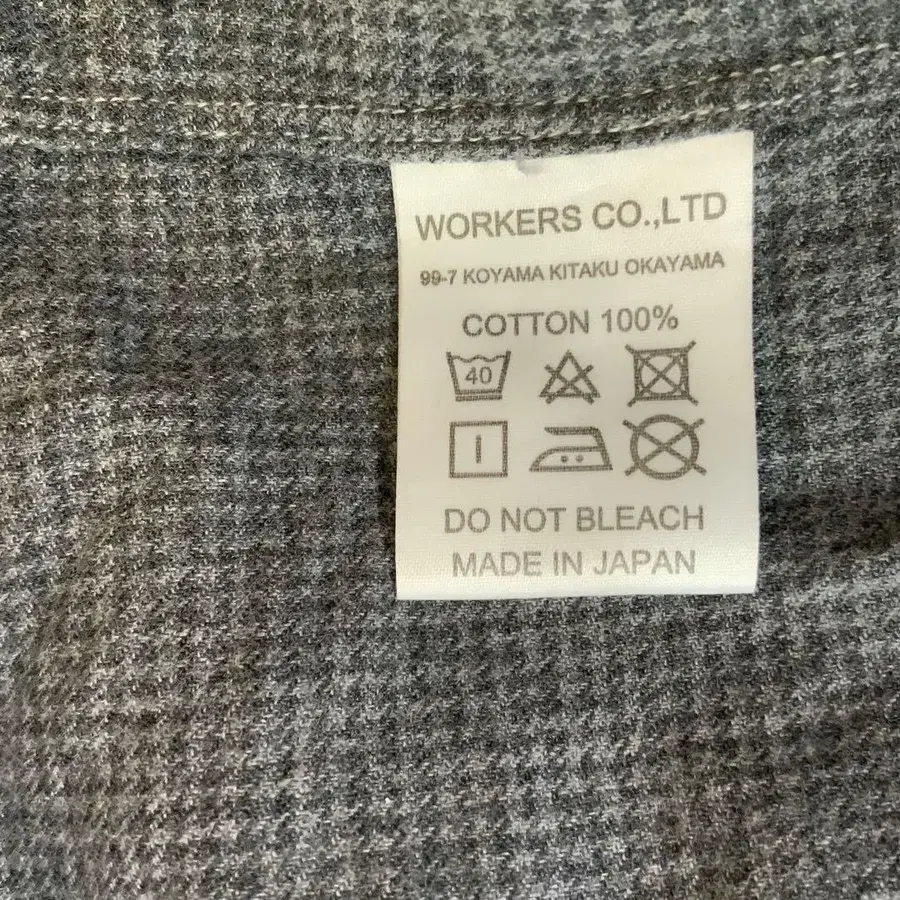 WORKERS CO.,LTD
99-7 KOYAMA KITAKU OKAYAMA
COTTON 100%
40
DO NOT BLEACH
MADE IN JAPAN